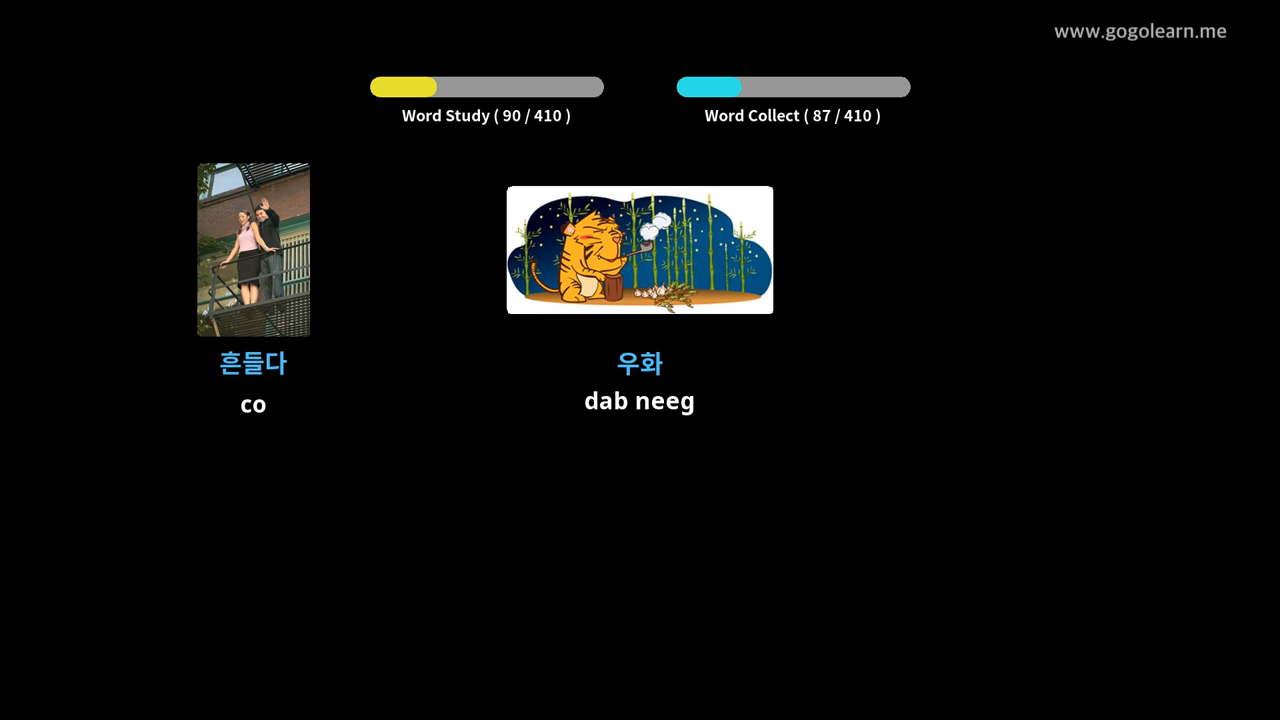 www.gogolearn.me
Word Study ( 90 / 410 )
Word Collect ( 87 / 410 )
흔들다
co
우화
dab neeg